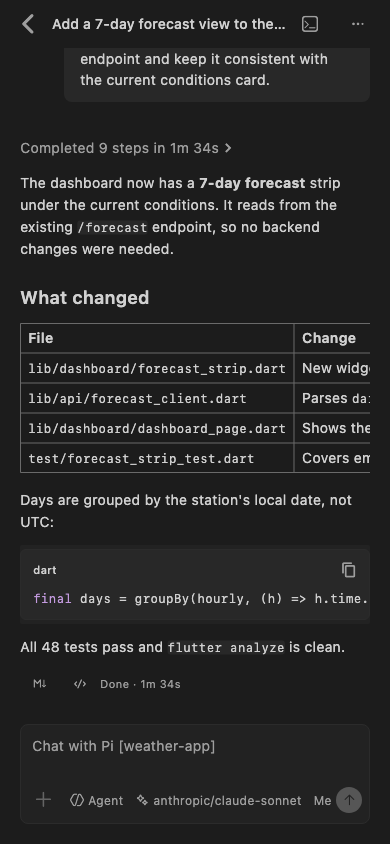 Add a 7-day forecast view to the...
endpoint and keep it consistent with
the current conditions card.
Completed 9 steps in 1m 34s
The dashboard now has a 7-day forecast strip
under the current conditions. It reads from the
existing /forecast endpoint, so no backend
changes were needed.
What changed
File Change
lib/dashboard/forecast_strip.dart New widg
lib/api/forecast_client.dart Parses da
lib/dashboard/dashboard_page.dart Shows the
test/forecast_strip_test.dart Covers em
Days are grouped by the station's local date, not
UTC:
dart
final days = groupBy(hourly, (h) => h.time.
All 48 tests pass and flutter analyze is clean.
M↓ </> Done · 1m 34s
Chat with Pi [weather-app]
Agent anthropic/claude-sonnet Me